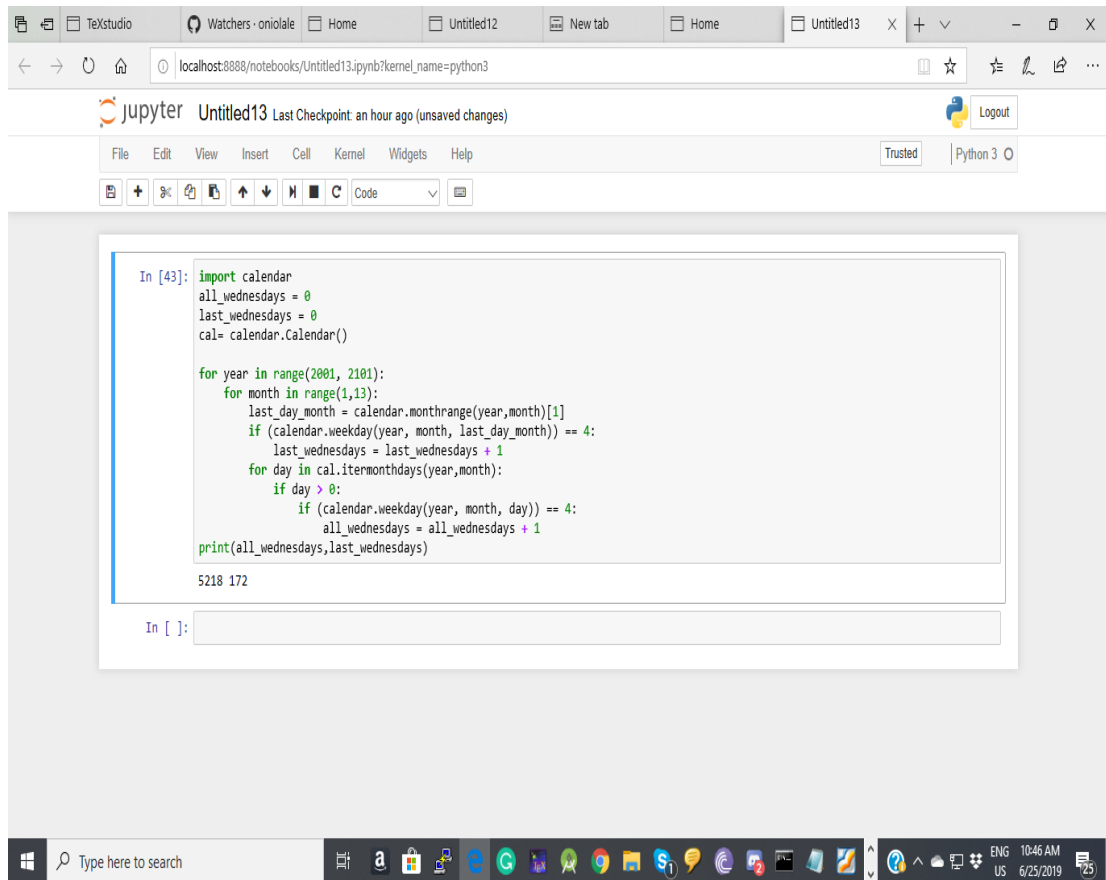 TeXstudio
Watchers · oniolale
Home
Untitled12
New tab
Home
Untitled13
localhost:8888/notebooks/Untitled13.ipynb?kernel_name=python3
jupyter Untitled13 Last Checkpoint: an hour ago (unsaved changes)
Logout
File Edit View Insert Cell Kernel Widgets Help
Trusted
Python 3
Code
In [43]: import calendar
all_wednesdays = 0
last_wednesdays = 0
cal= calendar.Calendar()
for year in range(2001, 2101):
for month in range(1,13):
last_day_month = calendar.monthrange(year,month)[1]
if (calendar.weekday(year, month, last_day_month)) == 4:
last_wednesdays = last_wednesdays + 1
for day in cal.itermonthdays(year,month):
if day > 0:
if (calendar.weekday(year, month, day)) == 4:
all_wednesdays = all_wednesdays + 1
print(all_wednesdays,last_wednesdays)
5218 172
In [ ]:
Type here to search
ENG
US
10:46 AM
6/25/2019
25